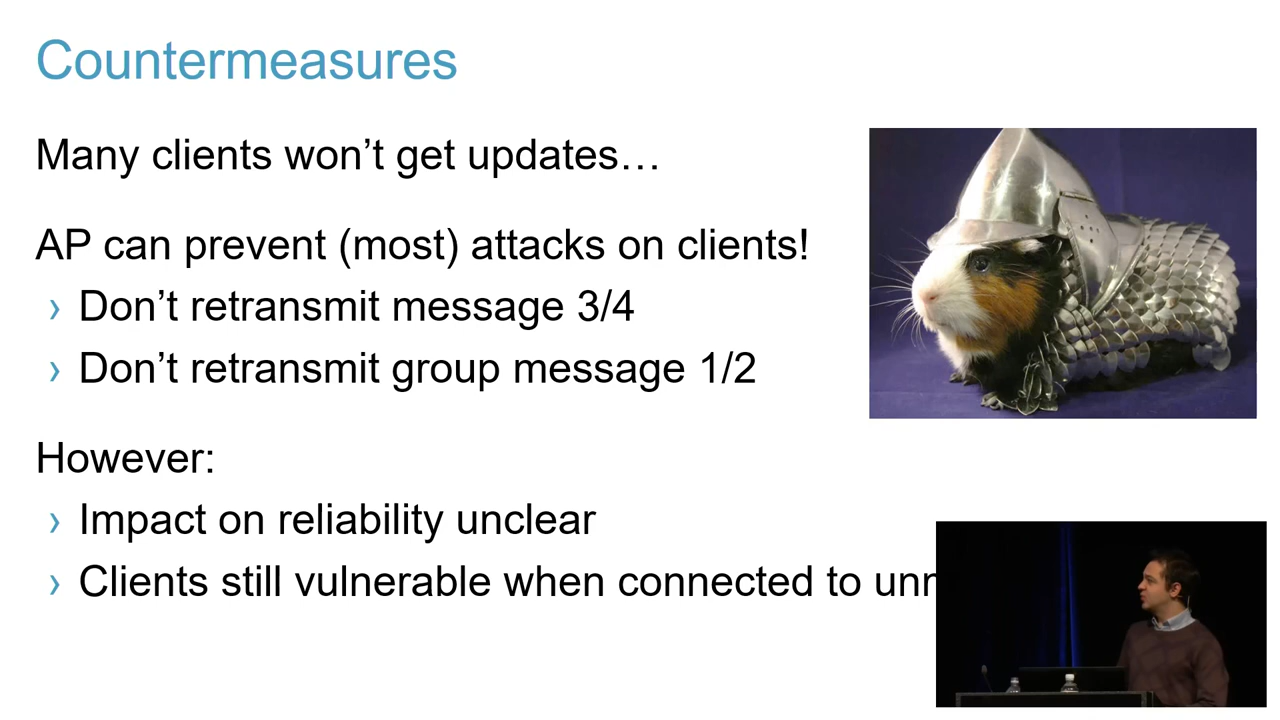 Countermeasures
Many clients won’t get updates…
AP can prevent (most) attacks on clients!
› Don’t retransmit message 3/4
› Don’t retransmit group message 1/2
However:
› Impact on reliability unclear
› Clients still vulnerable when connected to